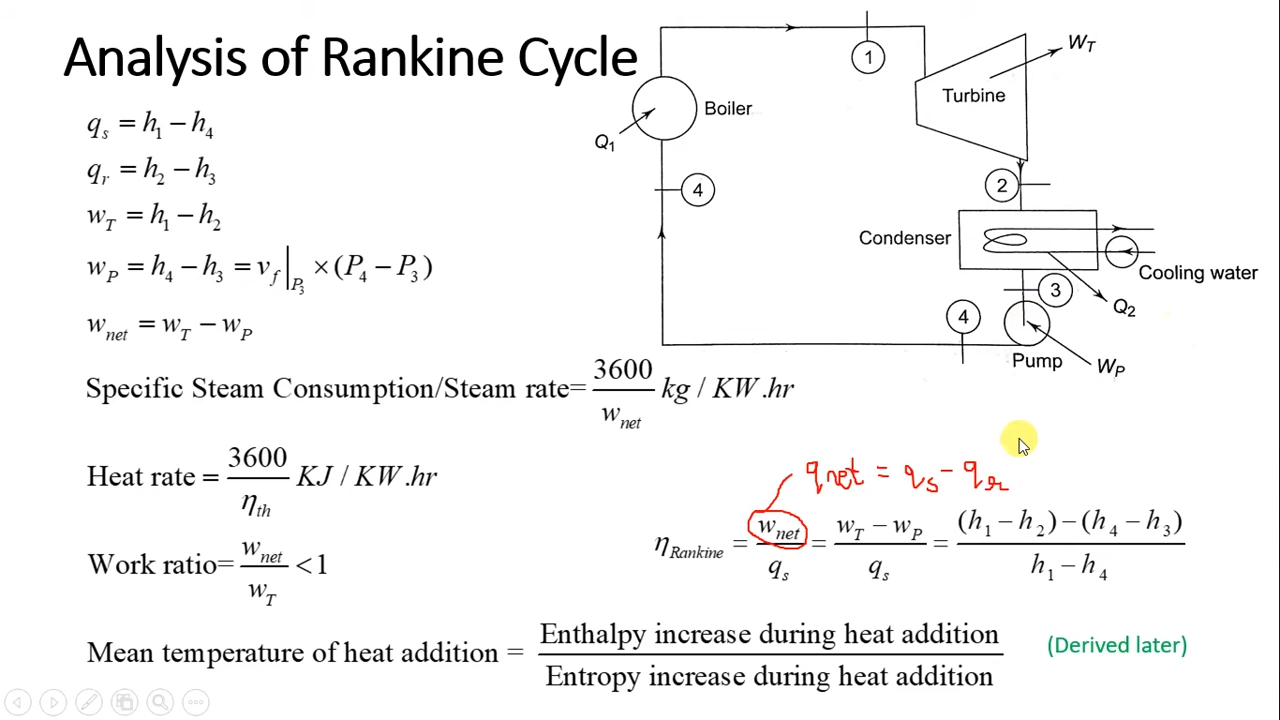 Analysis of Rankine Cycle
q_s = h_1 − h_4
q_r = h_2 − h_3
w_T = h_1 − h_2
w_P = h_4 − h_3 = v_f|_{P_3} × (P_4 − P_3)
w_net = w_T − w_P
Specific Steam Consumption/Steam rate= 3600 / w_net kg / KW.hr
Heat rate = 3600 / η_th KJ / KW.hr
Work ratio= w_net / w_T < 1
Mean temperature of heat addition = Enthalpy increase during heat addition / Entropy increase during heat addition
(Derived later)
q_net = q_s − q_r
η_Rankine = w_net / q_s = (w_T − w_P) / q_s = ((h_1 − h_2) − (h_4 − h_3)) / (h_1 − h_4)
1
W_T
Turbine
Boiler
Q_1
4
2
Condenser
Cooling water
3
Q_2
4
Pump
W_P